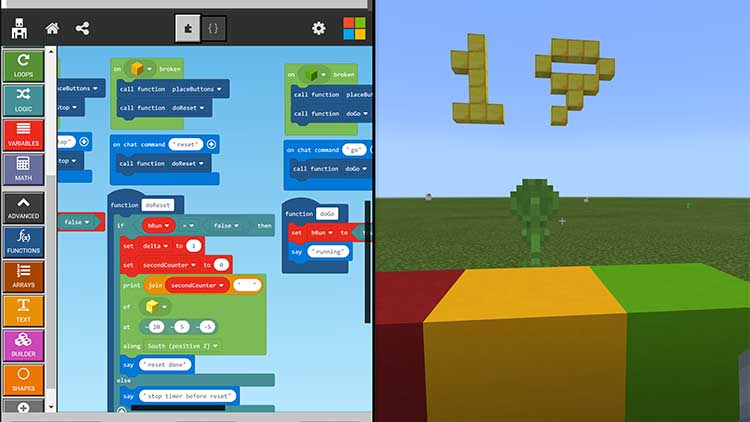 { }
LOOPS
LOGIC
VARIABLES
MATH
ADVANCED
FUNCTIONS
ARRAYS
TEXT
BUILDER
SHAPES
Buttons
false
on broken
call function placeButtons
call function doReset
on chat command "reset"
call function doReset
function doReset
if bRun = false then
set delta to 1
set secondCounter to 0
print join secondCounter " "
of
at ~20 ~5 ~-5
along South (positive Z)
say "reset done"
else
say "stop timer before reset"
on broken
call function placeBu
call function doGo
on chat command "go"
call function doGo
function doGo
set bRun to
say "running"